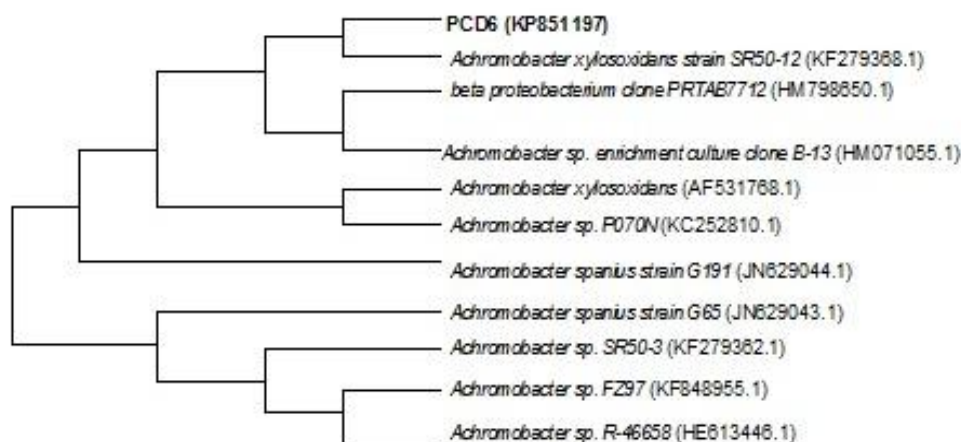 PCD6 (KP851197)
Achromobacter xylosoxidans strain SR50-12 (KF279368.1)
beta proteobacterium clone PRTAB7712 (HM798650.1)
Achromobacter sp. enrichment culture clone B-13 (HM071055.1)
Achromobacter xylosoxidans (AF531768.1)
Achromobacter sp. P070N (KC252810.1)
Achromobacter spanius strain G191 (JN629044.1)
Achromobacter spanius strain G65 (JN629043.1)
Achromobacter sp. SR50-3 (KF279362.1)
Achromobacter sp. FZ97 (KF848955.1)
Achromobacter sp. R-46658 (HE613446.1)